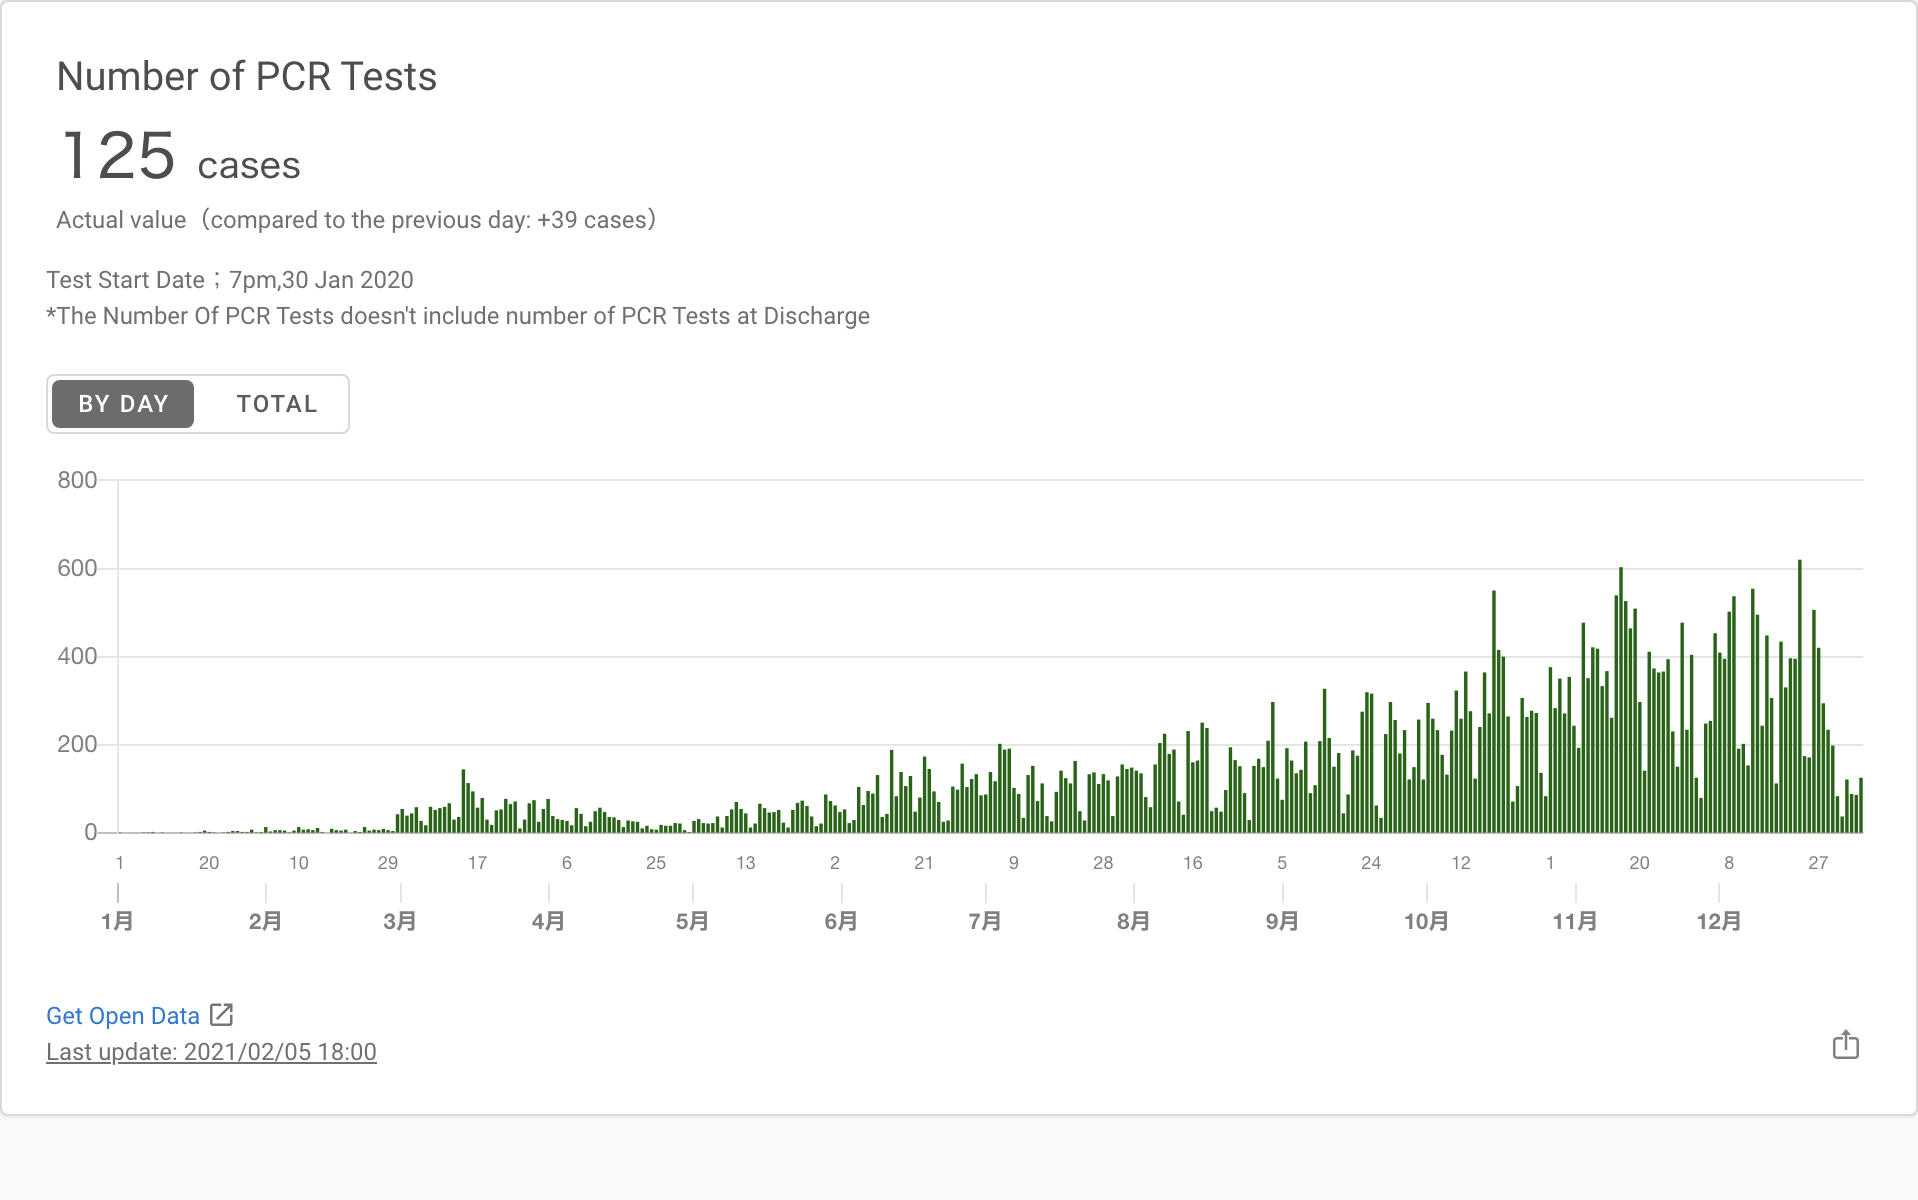 Number of PCR Tests
125 cases
Actual value（compared to the previous day: +39 cases）
Test Start Date；7pm,30 Jan 2020
*The Number Of PCR Tests doesn't include number of PCR Tests at Discharge
BY DAY TOTAL
800
600
400
200
0
1 20 10 29 17 6 25 13 2 21 9 28 16 5 24 12 1 20 8 27
1月 2月 3月 4月 5月 6月 7月 8月 9月 10月 11月 12月
Get Open Data
Last update: 2021/02/05 18:00